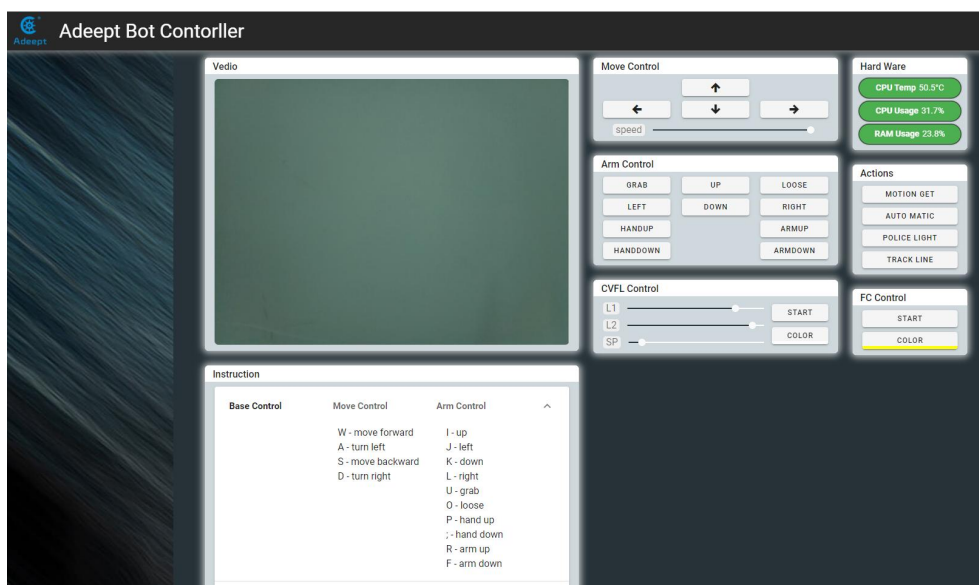 Adeept
Adeept Bot Contorller
Vedio
Move Control
speed
Hard Ware
CPU Temp 50.5°C
CPU Usage 31.7%
RAM Usage 23.8%
Arm Control
GRAB UP LOOSE
LEFT DOWN RIGHT
HANDUP ARMUP
HANDDOWN ARMDOWN
Actions
MOTION GET
AUTO MATIC
POLICE LIGHT
TRACK LINE
CVFL Control
L1
L2
SP
START
COLOR
FC Control
START
COLOR
Instruction
Base Control Move Control Arm Control
W - move forward
A - turn left
S - move backward
D - turn right
I - up
J - left
K - down
L - right
U - grab
O - loose
P - hand up
; - hand down
R - arm up
F - arm down